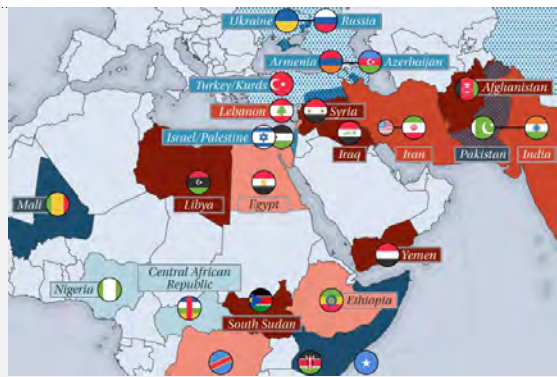 Ukraine
Russia
Armenia
Azerbaijan
Turkey/Kurds
Afghanistan
Lebanon
Syria
Israel/Palestine
Iraq
Iran
Pakistan
India
Mali
Libya
Egypt
Yemen
Nigeria
Central African
Republic
Ethiopia
South Sudan